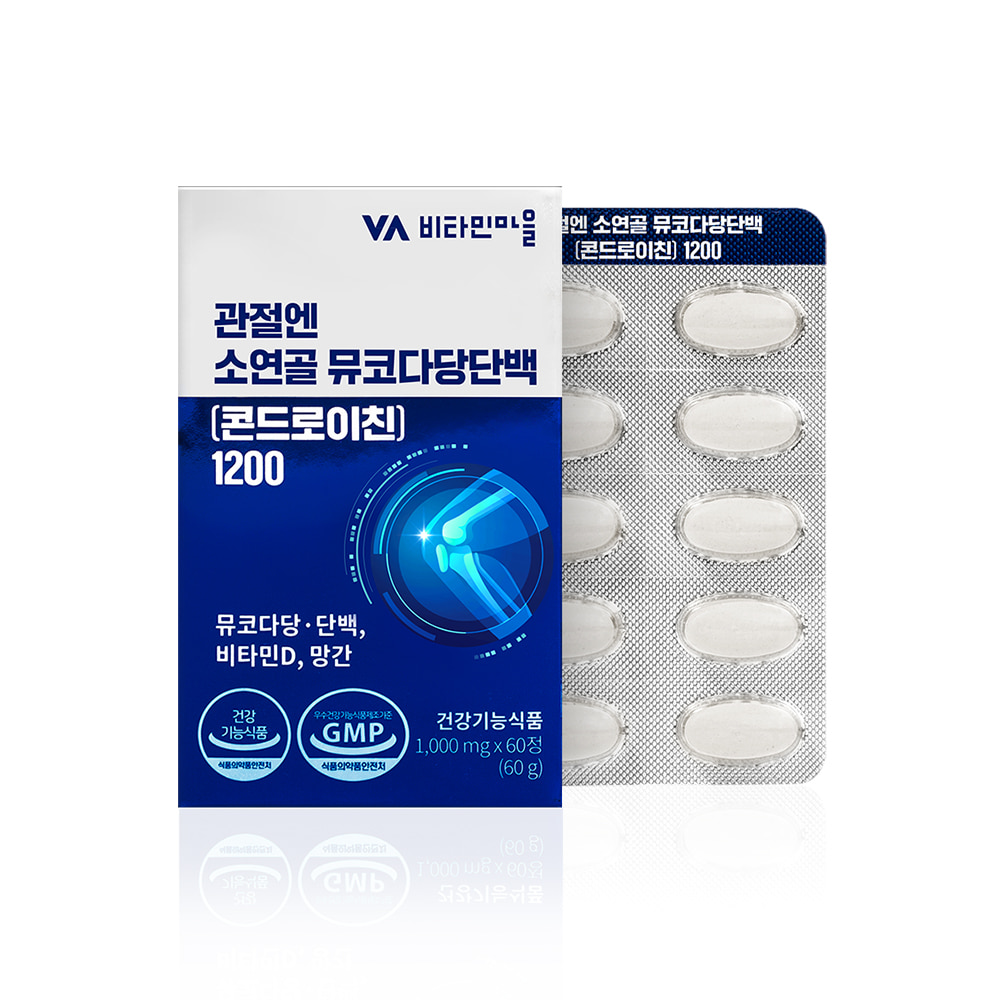 VA 비타민마을
관절엔
소연골 뮤코다당단백
(콘드로이친)
1200
뮤코다당·단백,
비타민D, 망간
건강
기능식품
식품의약품안전처
우수건강기능식품제조기준
GMP
식품의약품안전처
건강기능식품
1,000 mg x 60정
(60 g)
절엔 소연골 뮤코다당단백
(콘드로이친) 1200